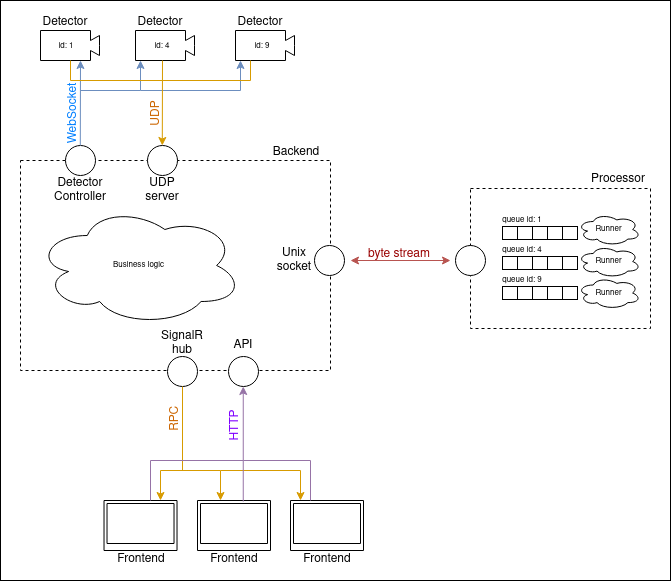 Detector
Detector
Detector
id: 1
id: 4
id: 9
WebSocket
UDP
Backend
Detector
Controller
UDP
server
Processor
queue id: 1
Runner
queue id: 4
Runner
queue id: 9
Runner
Unix
socket
byte stream
Business logic
SignalR
hub
API
RPC
HTTP
Frontend
Frontend
Frontend